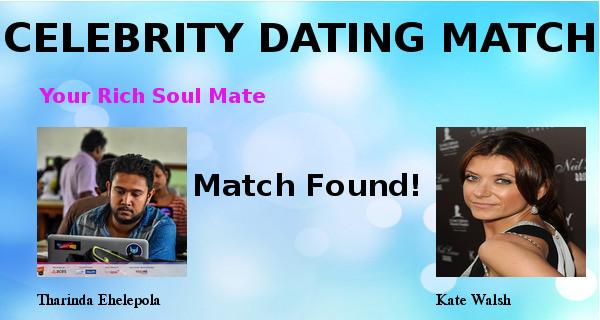 CELEBRITY DATING MATCH
Your Rich Soul Mate
Match Found!
Tharinda Ehelepola
Kate Walsh